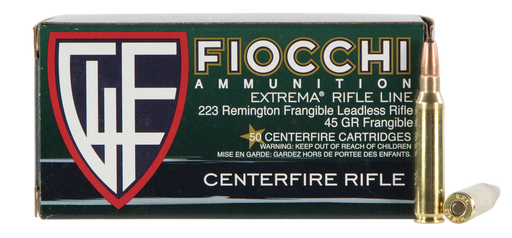 GFL
FIOCCHI
AMMUNITION
EXTREMA® RIFLE LINE
223 Remington Frangible Leadless Rifle
45 GR Frangible
50 CENTERFIRE CARTRIDGES
WARNING: KEEP OUT OF REACH OF CHILDREN
MISE EN GARDE: GARDEZ HORS DE PORTEE DES ENFANTS.
CENTERFIRE RIFLE